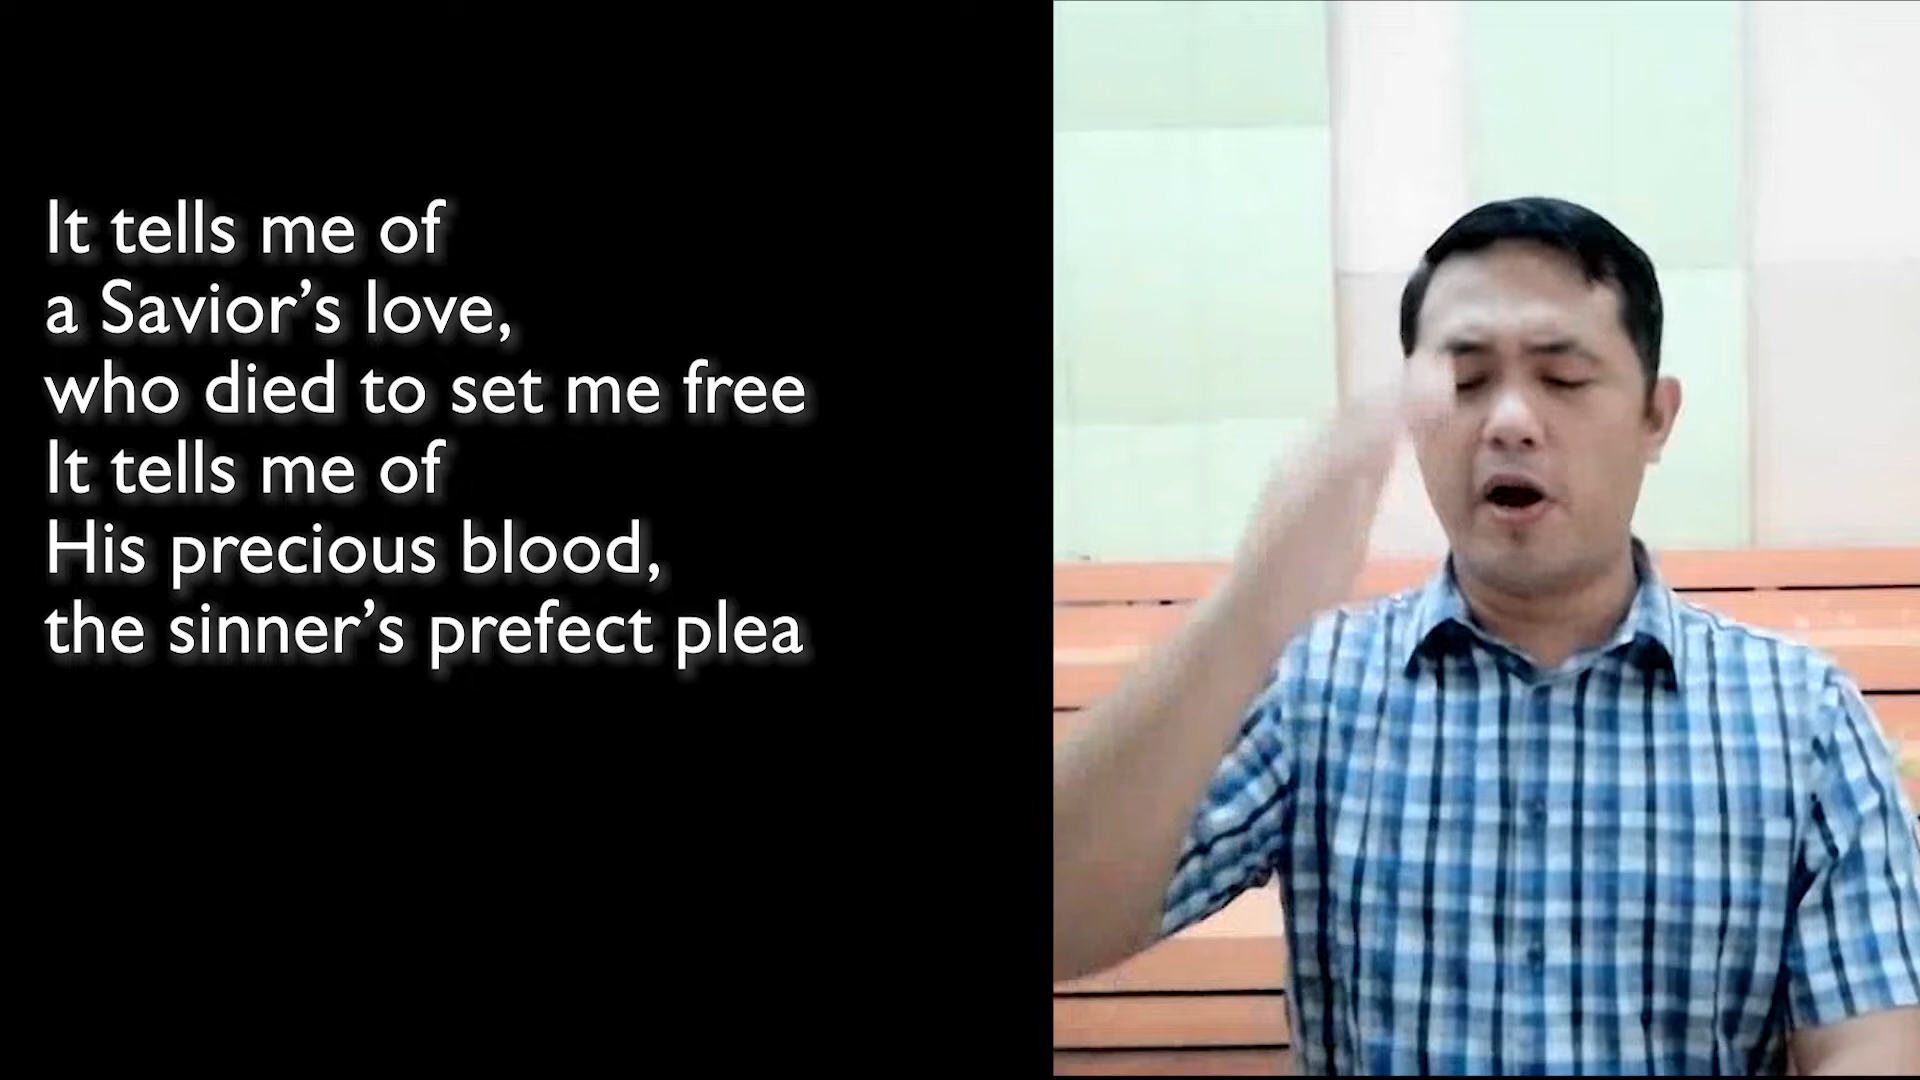 It tells me of
a Savior’s love,
who died to set me free
It tells me of
His precious blood,
the sinner’s prefect plea